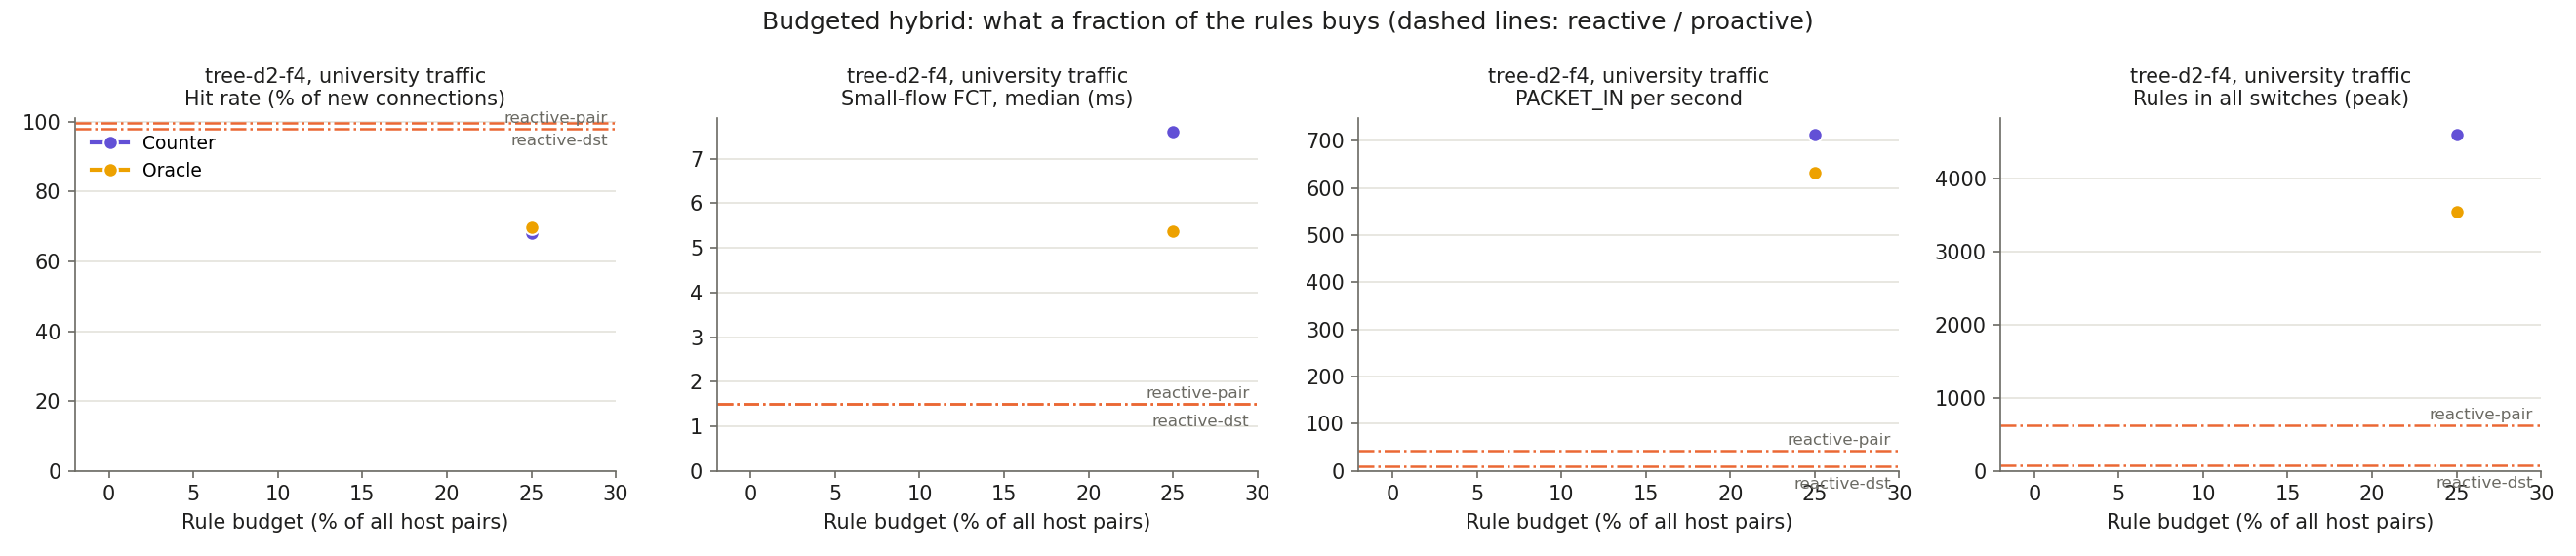 Budgeted hybrid: what a fraction of the rules buys (dashed lines: reactive / proactive)
tree-d2-f4, university traffic
Hit rate (% of new connections)
100
80
60
40
20
0
reactive-pair
reactive-dst
Counter
Oracle
0 5 10 15 20 25 30
Rule budget (% of all host pairs)
tree-d2-f4, university traffic
Small-flow FCT, median (ms)
7
6
5
4
3
2
1
0
reactive-pair
reactive-dst
0 5 10 15 20 25 30
Rule budget (% of all host pairs)
tree-d2-f4, university traffic
PACKET_IN per second
700
600
500
400
300
200
100
0
reactive-pair
reactive-dst
0 5 10 15 20 25 30
Rule budget (% of all host pairs)
tree-d2-f4, university traffic
Rules in all switches (peak)
4000
3000
2000
1000
0
reactive-pair
reactive-dst
0 5 10 15 20 25 30
Rule budget (% of all host pairs)